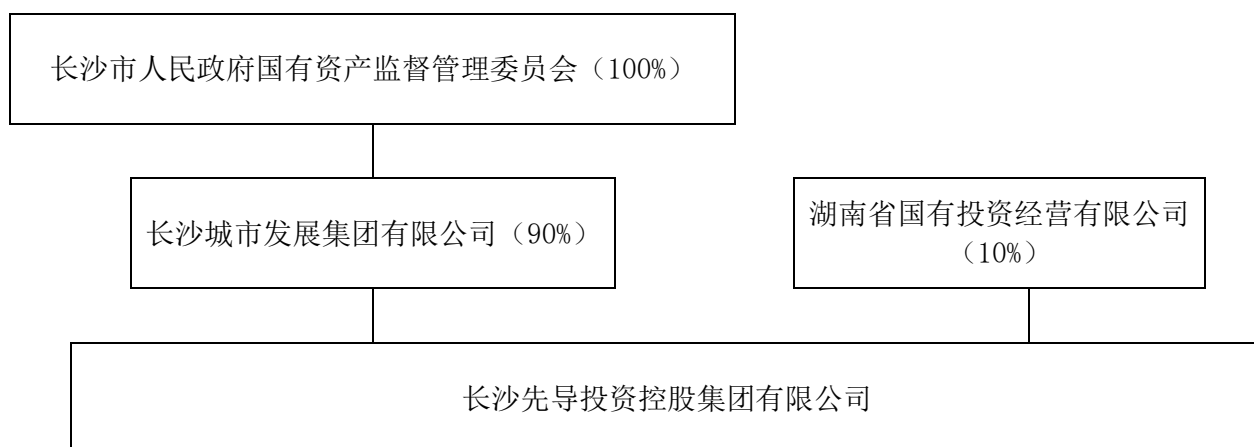 长沙市人民政府国有资产监督管理委员会（100%）
长沙城市发展集团有限公司（90%）
湖南省国有投资经营有限公司
（10%）
长沙先导投资控股集团有限公司